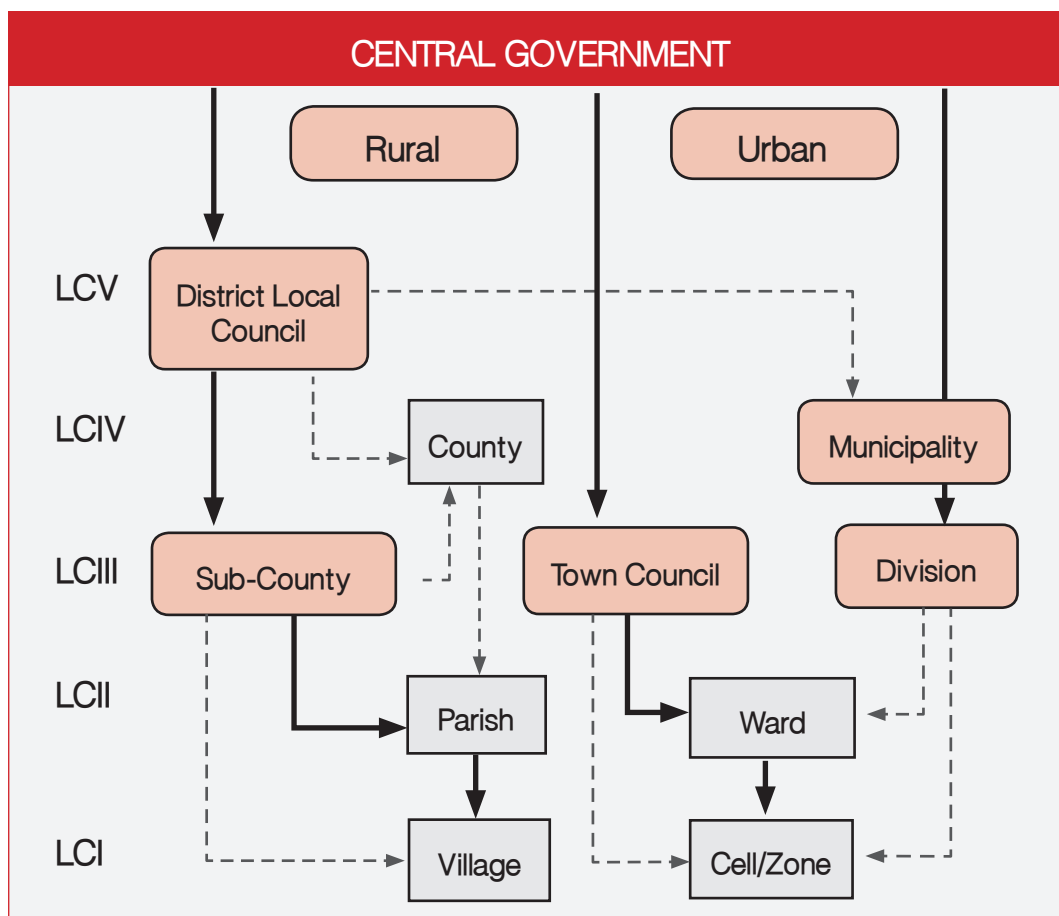 CENTRAL GOVERNMENT
Rural
Urban
LCV
District Local
Council
LCIV
County
Municipality
LCIII
Sub-County
Town Council
Division
LCII
Parish
Ward
LCI
Village
Cell/Zone